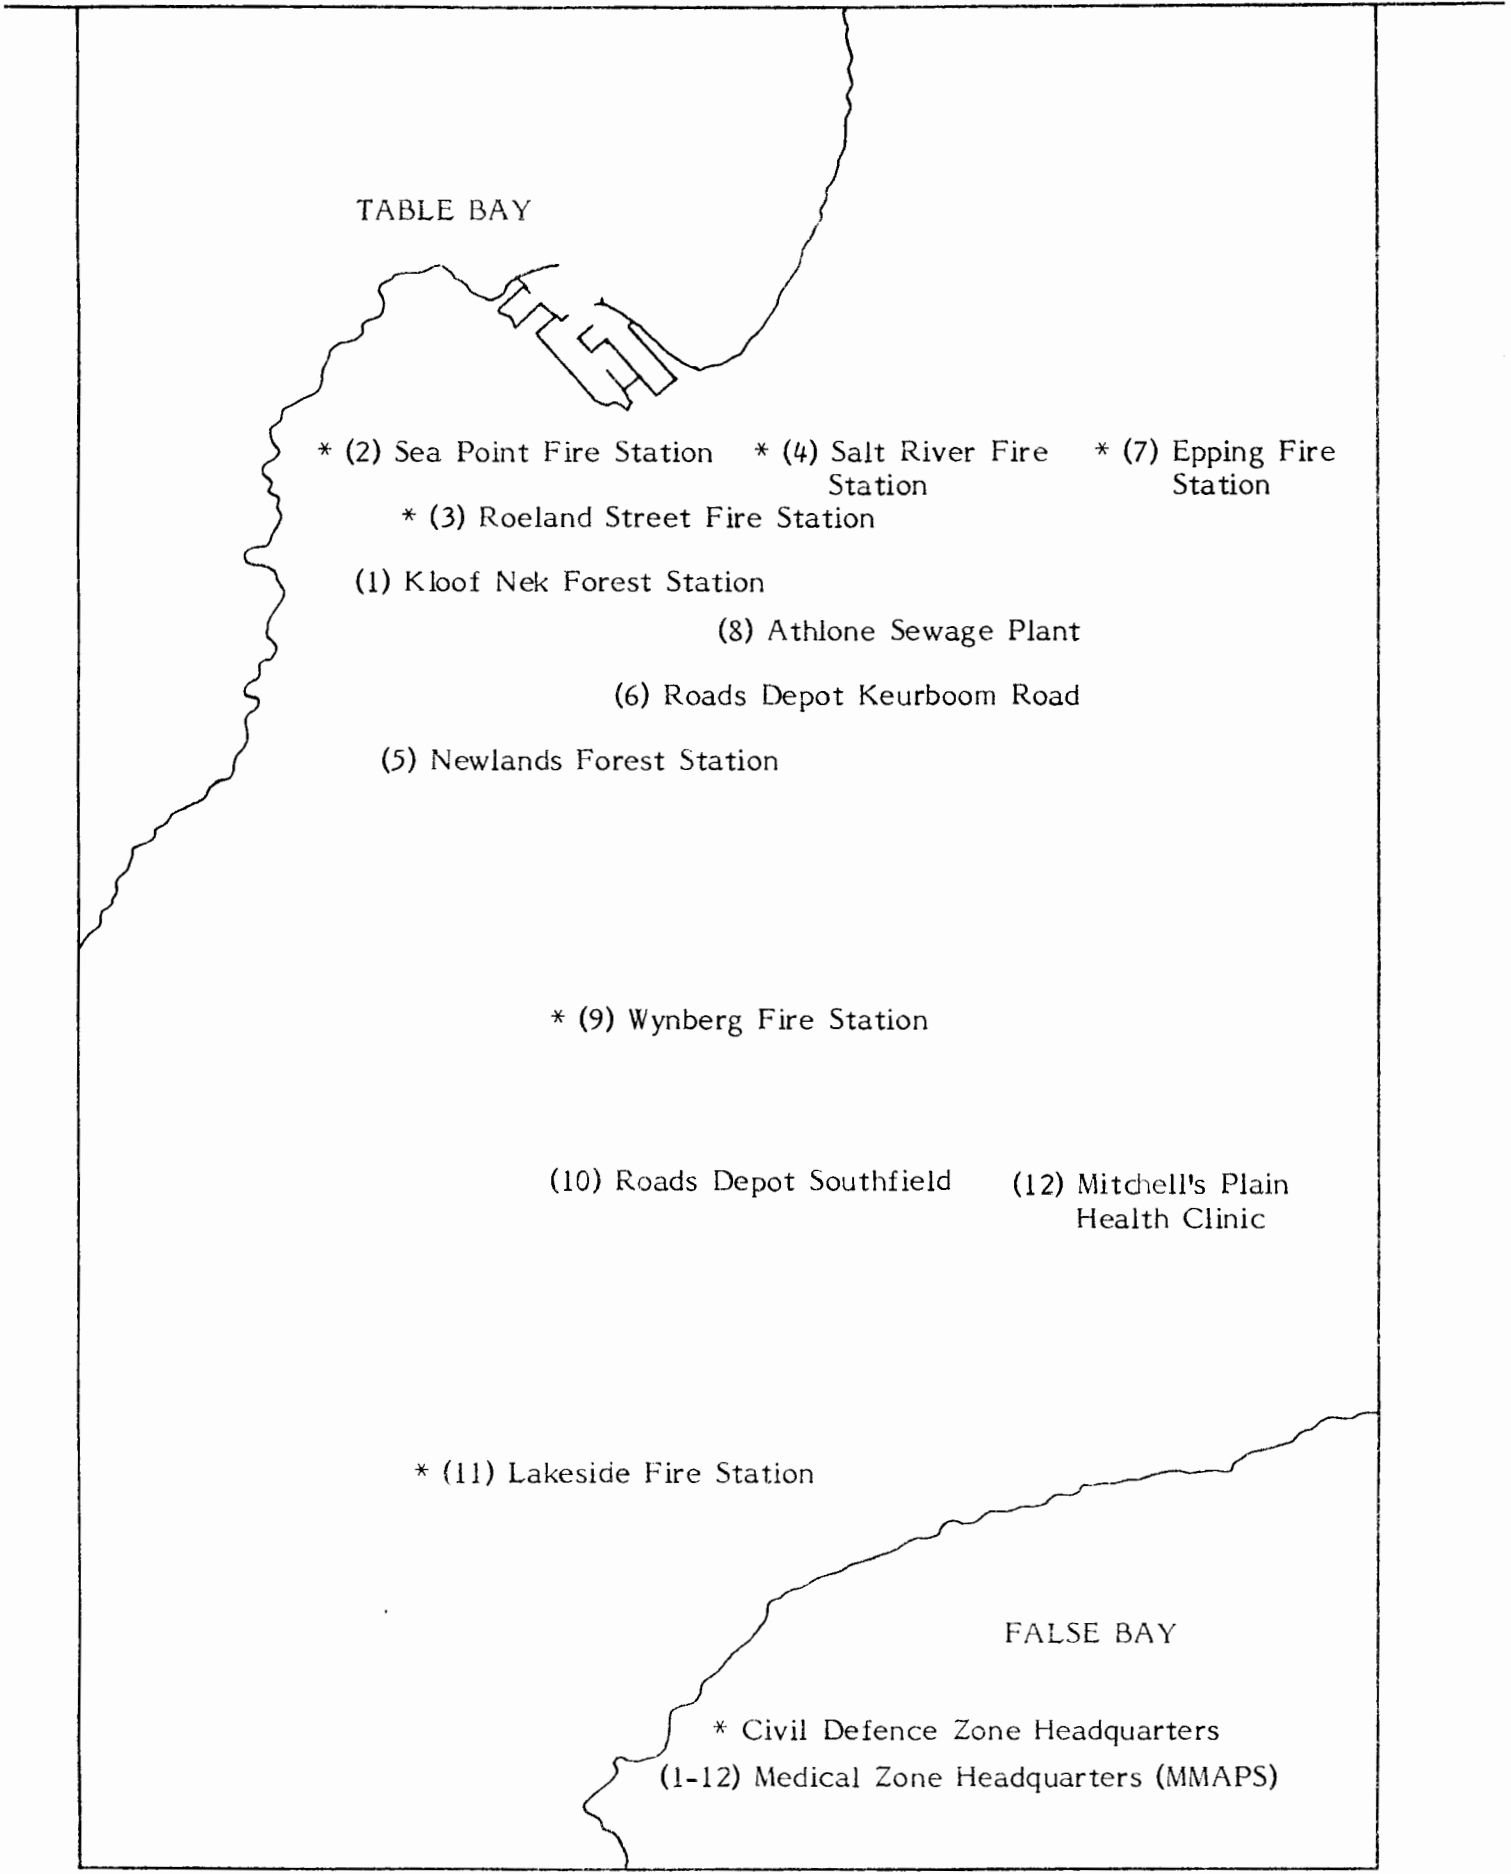 TABLE BAY
* (2) Sea Point Fire Station
* (4) Salt River Fire
Station
* (7) Epping Fire
Station
* (3) Roeland Street Fire Station
(1) Kloof Nek Forest Station
(8) Athlone Sewage Plant
(6) Roads Depot Keurboom Road
(5) Newlands Forest Station
* (9) Wynberg Fire Station
(10) Roads Depot Southfield
(12) Mitchell's Plain
Health Clinic
* (11) Lakeside Fire Station
FALSE BAY
* Civil Defence Zone Headquarters
(1-12) Medical Zone Headquarters (MMAPS)